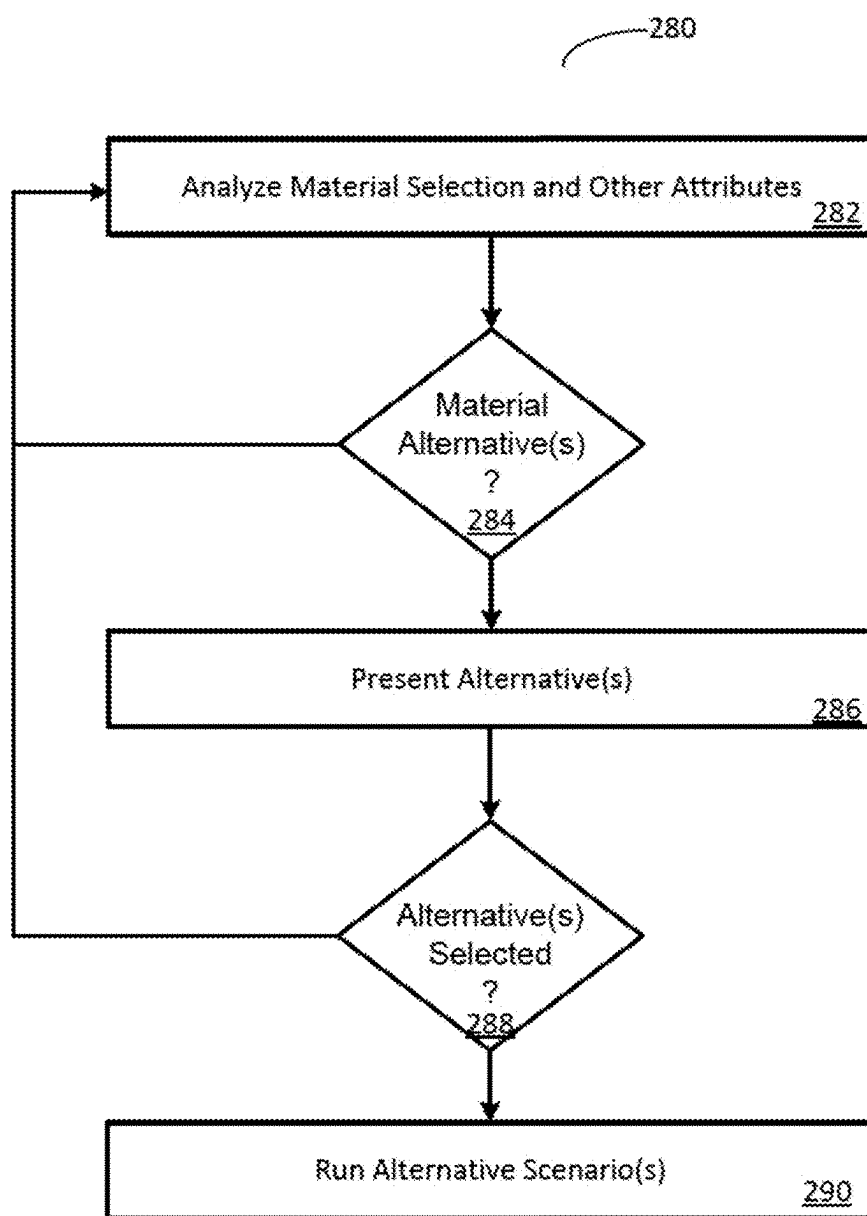 280
Analyze Material Selection and Other Attributes
282
Material
Alternative(s)
?
284
Present Alternative(s)
286
Alternative(s)
Selected
?
288
Run Alternative Scenario(s)
290